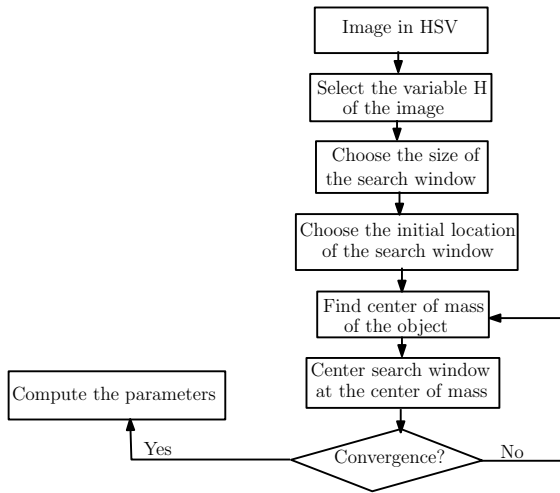 Image in HSV
Select the variable H
of the image
Choose the size of
the search window
Choose the initial location
of the search window
Find center of mass
of the object
Center search window
at the center of mass
Compute the parameters
Yes
Convergence?
No